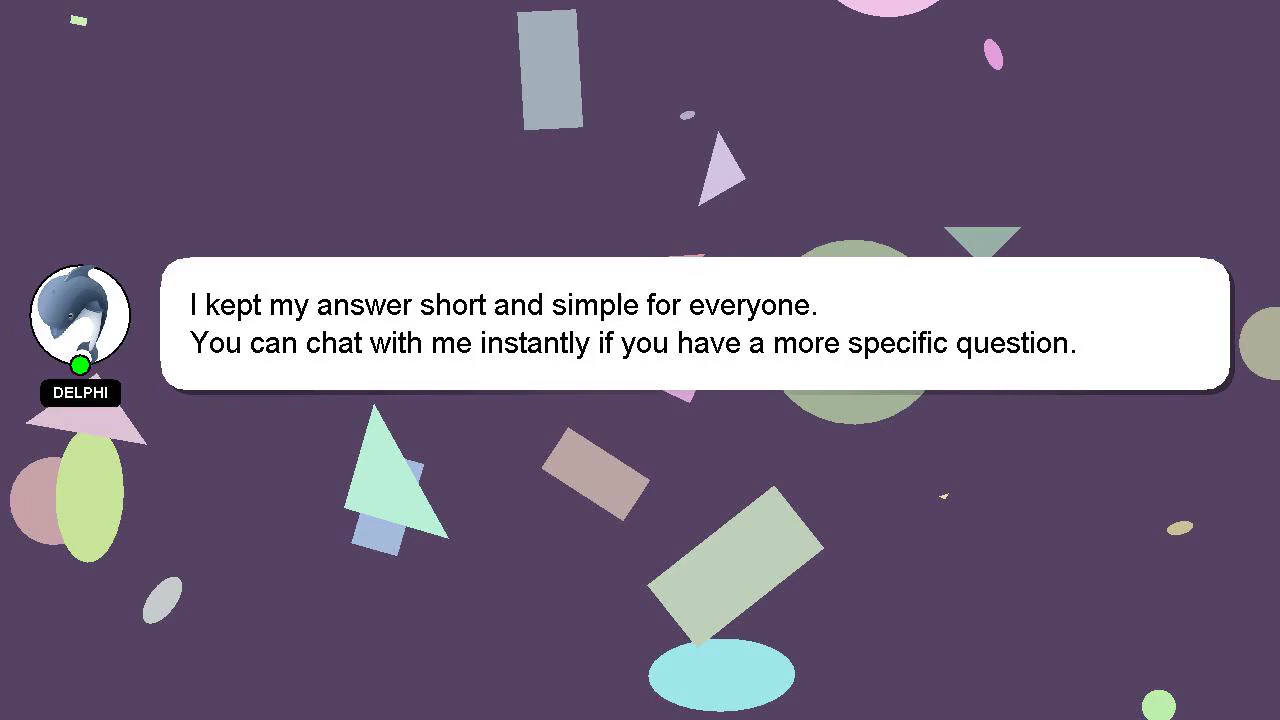 I kept my answer short and simple for everyone.
You can chat with me instantly if you have a more specific question.
DELPHI